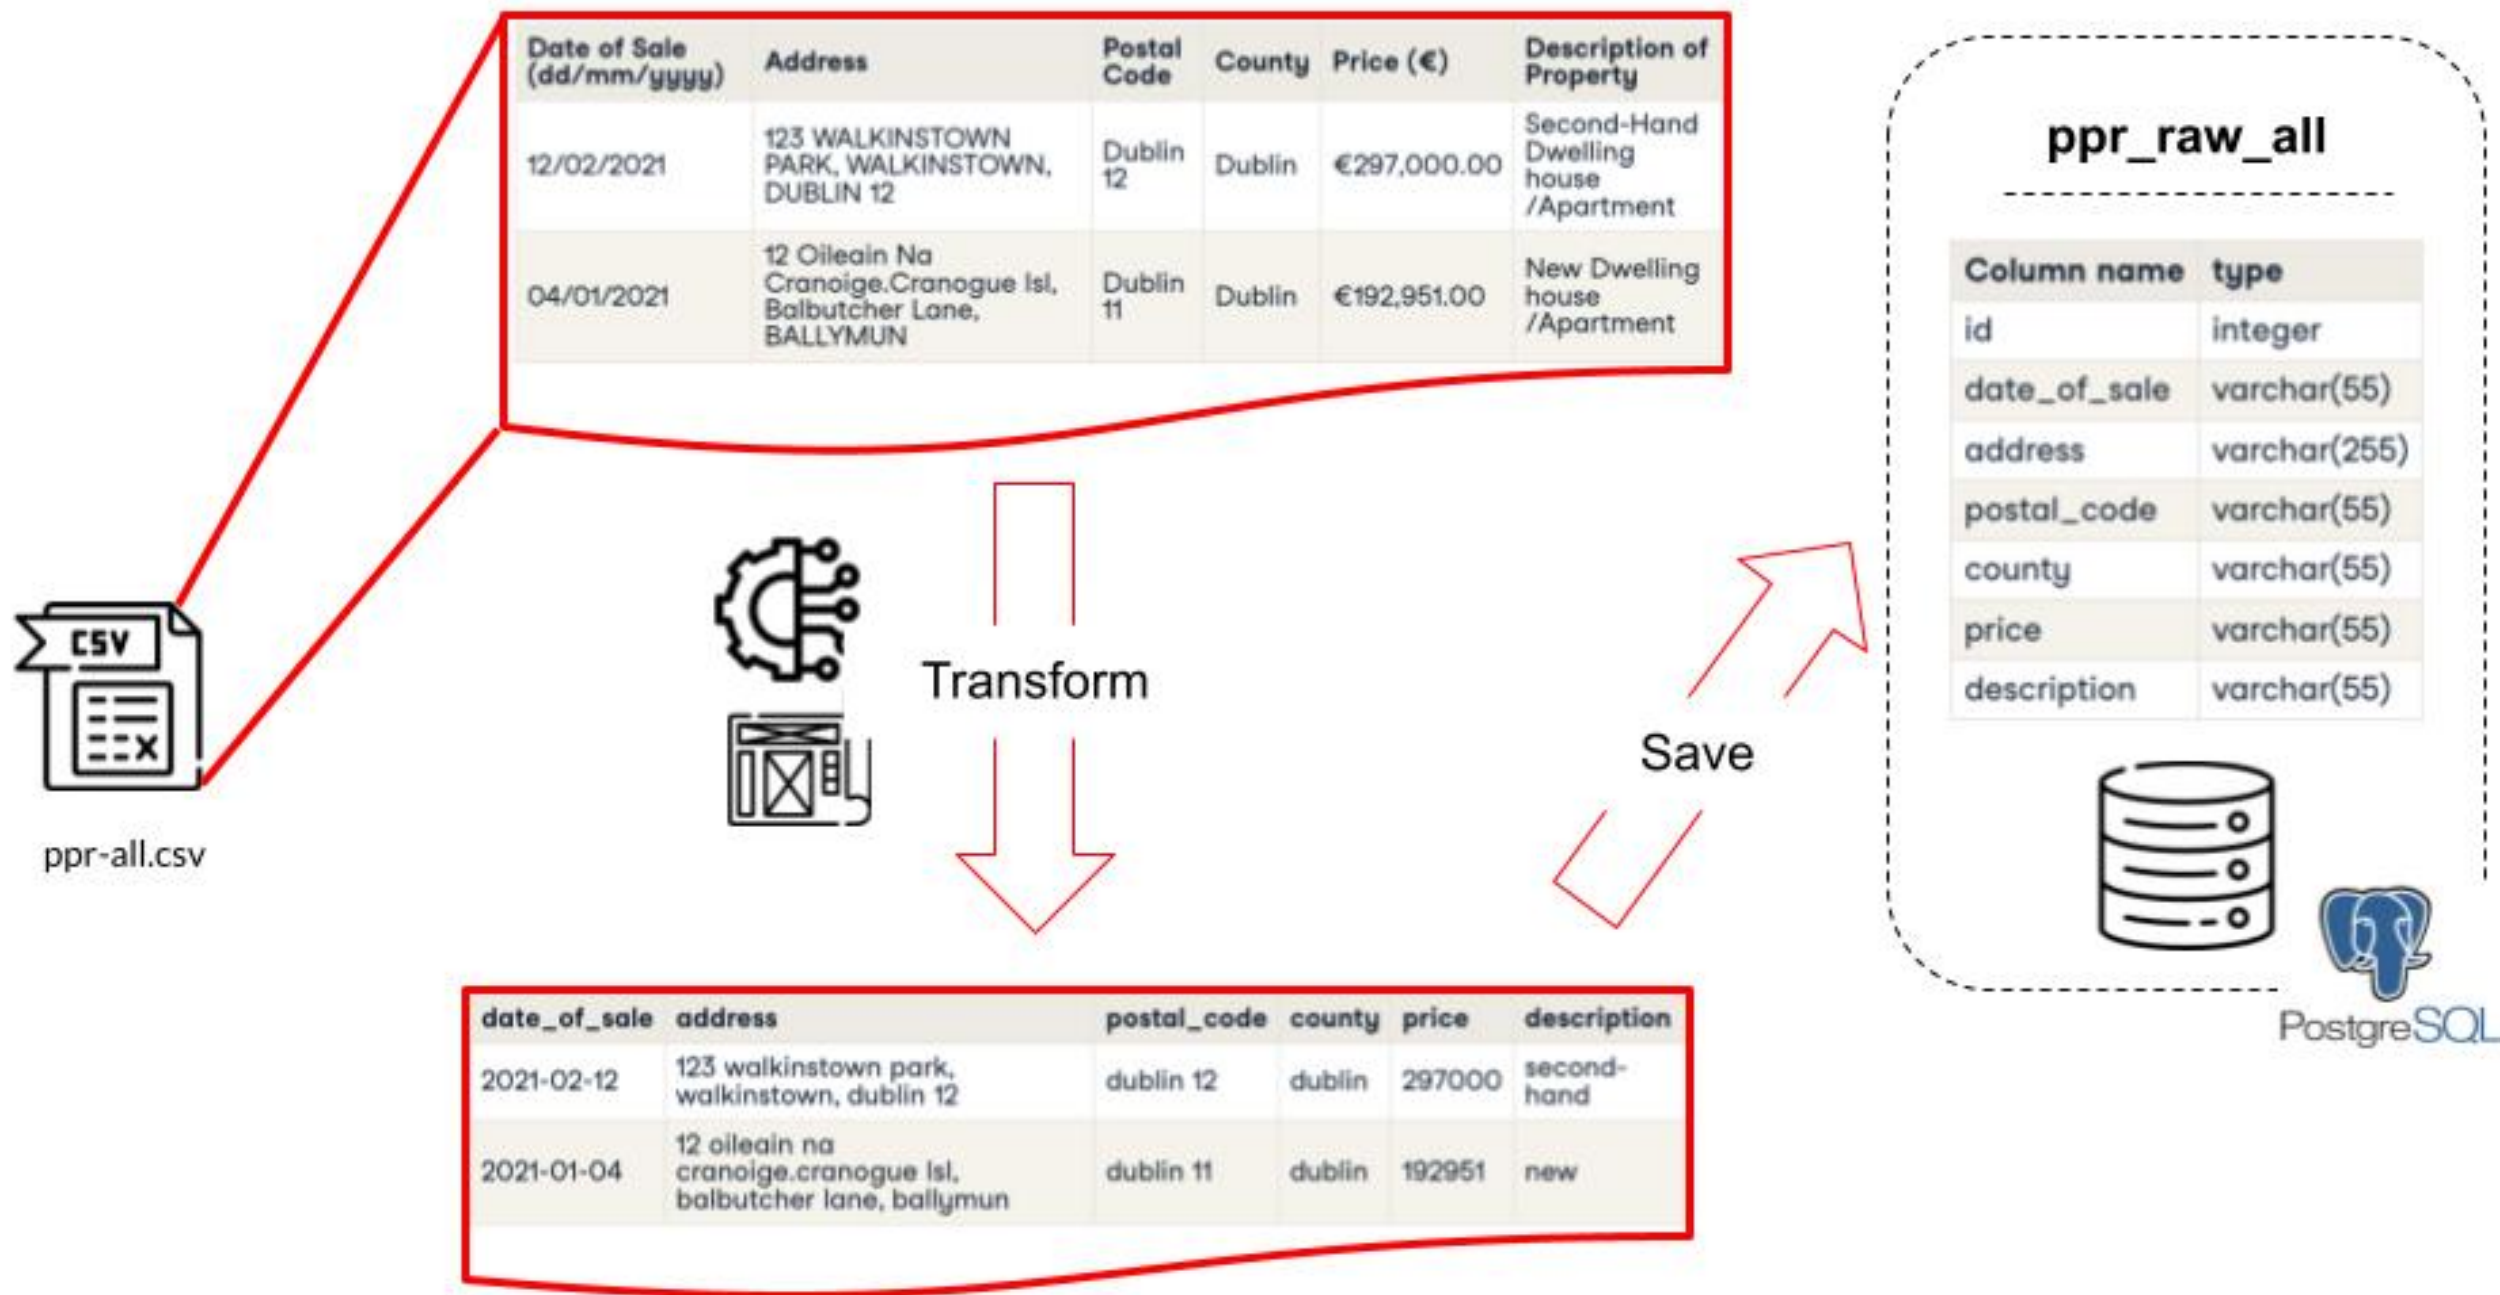 Date of Sale
(dd/mm/yyyy)
Address
Postal
Code
County
Price (€)
Description of
Property
12/02/2021
123 WALKINSTOWN
PARK, WALKINSTOWN,
DUBLIN 12
Dublin
12
Dublin
€297,000.00
Second-Hand
Dwelling
house
/Apartment
04/01/2021
12 Oileain Na
Cranoige.Cranogue Isl,
Balbutcher Lane,
BALLYMUN
Dublin
11
Dublin
€192,951.00
New Dwelling
house
/Apartment
CSV
ppr-all.csv
Transform
Save
date_of_sale address postal_code county price description
2021-02-12
123 walkinstown park,
walkinstown, dublin 12
dublin 12
dublin
297000
second-
hand
2021-01-04
12 oileain na
cranoige.cranogue Isl,
balbutcher lane, ballymun
dublin 11
dublin
192951
new
ppr_raw_all
Column name type
id integer
date_of_sale varchar(55)
address varchar(255)
postal_code varchar(55)
county varchar(55)
price varchar(55)
description varchar(55)
PostgreSQL